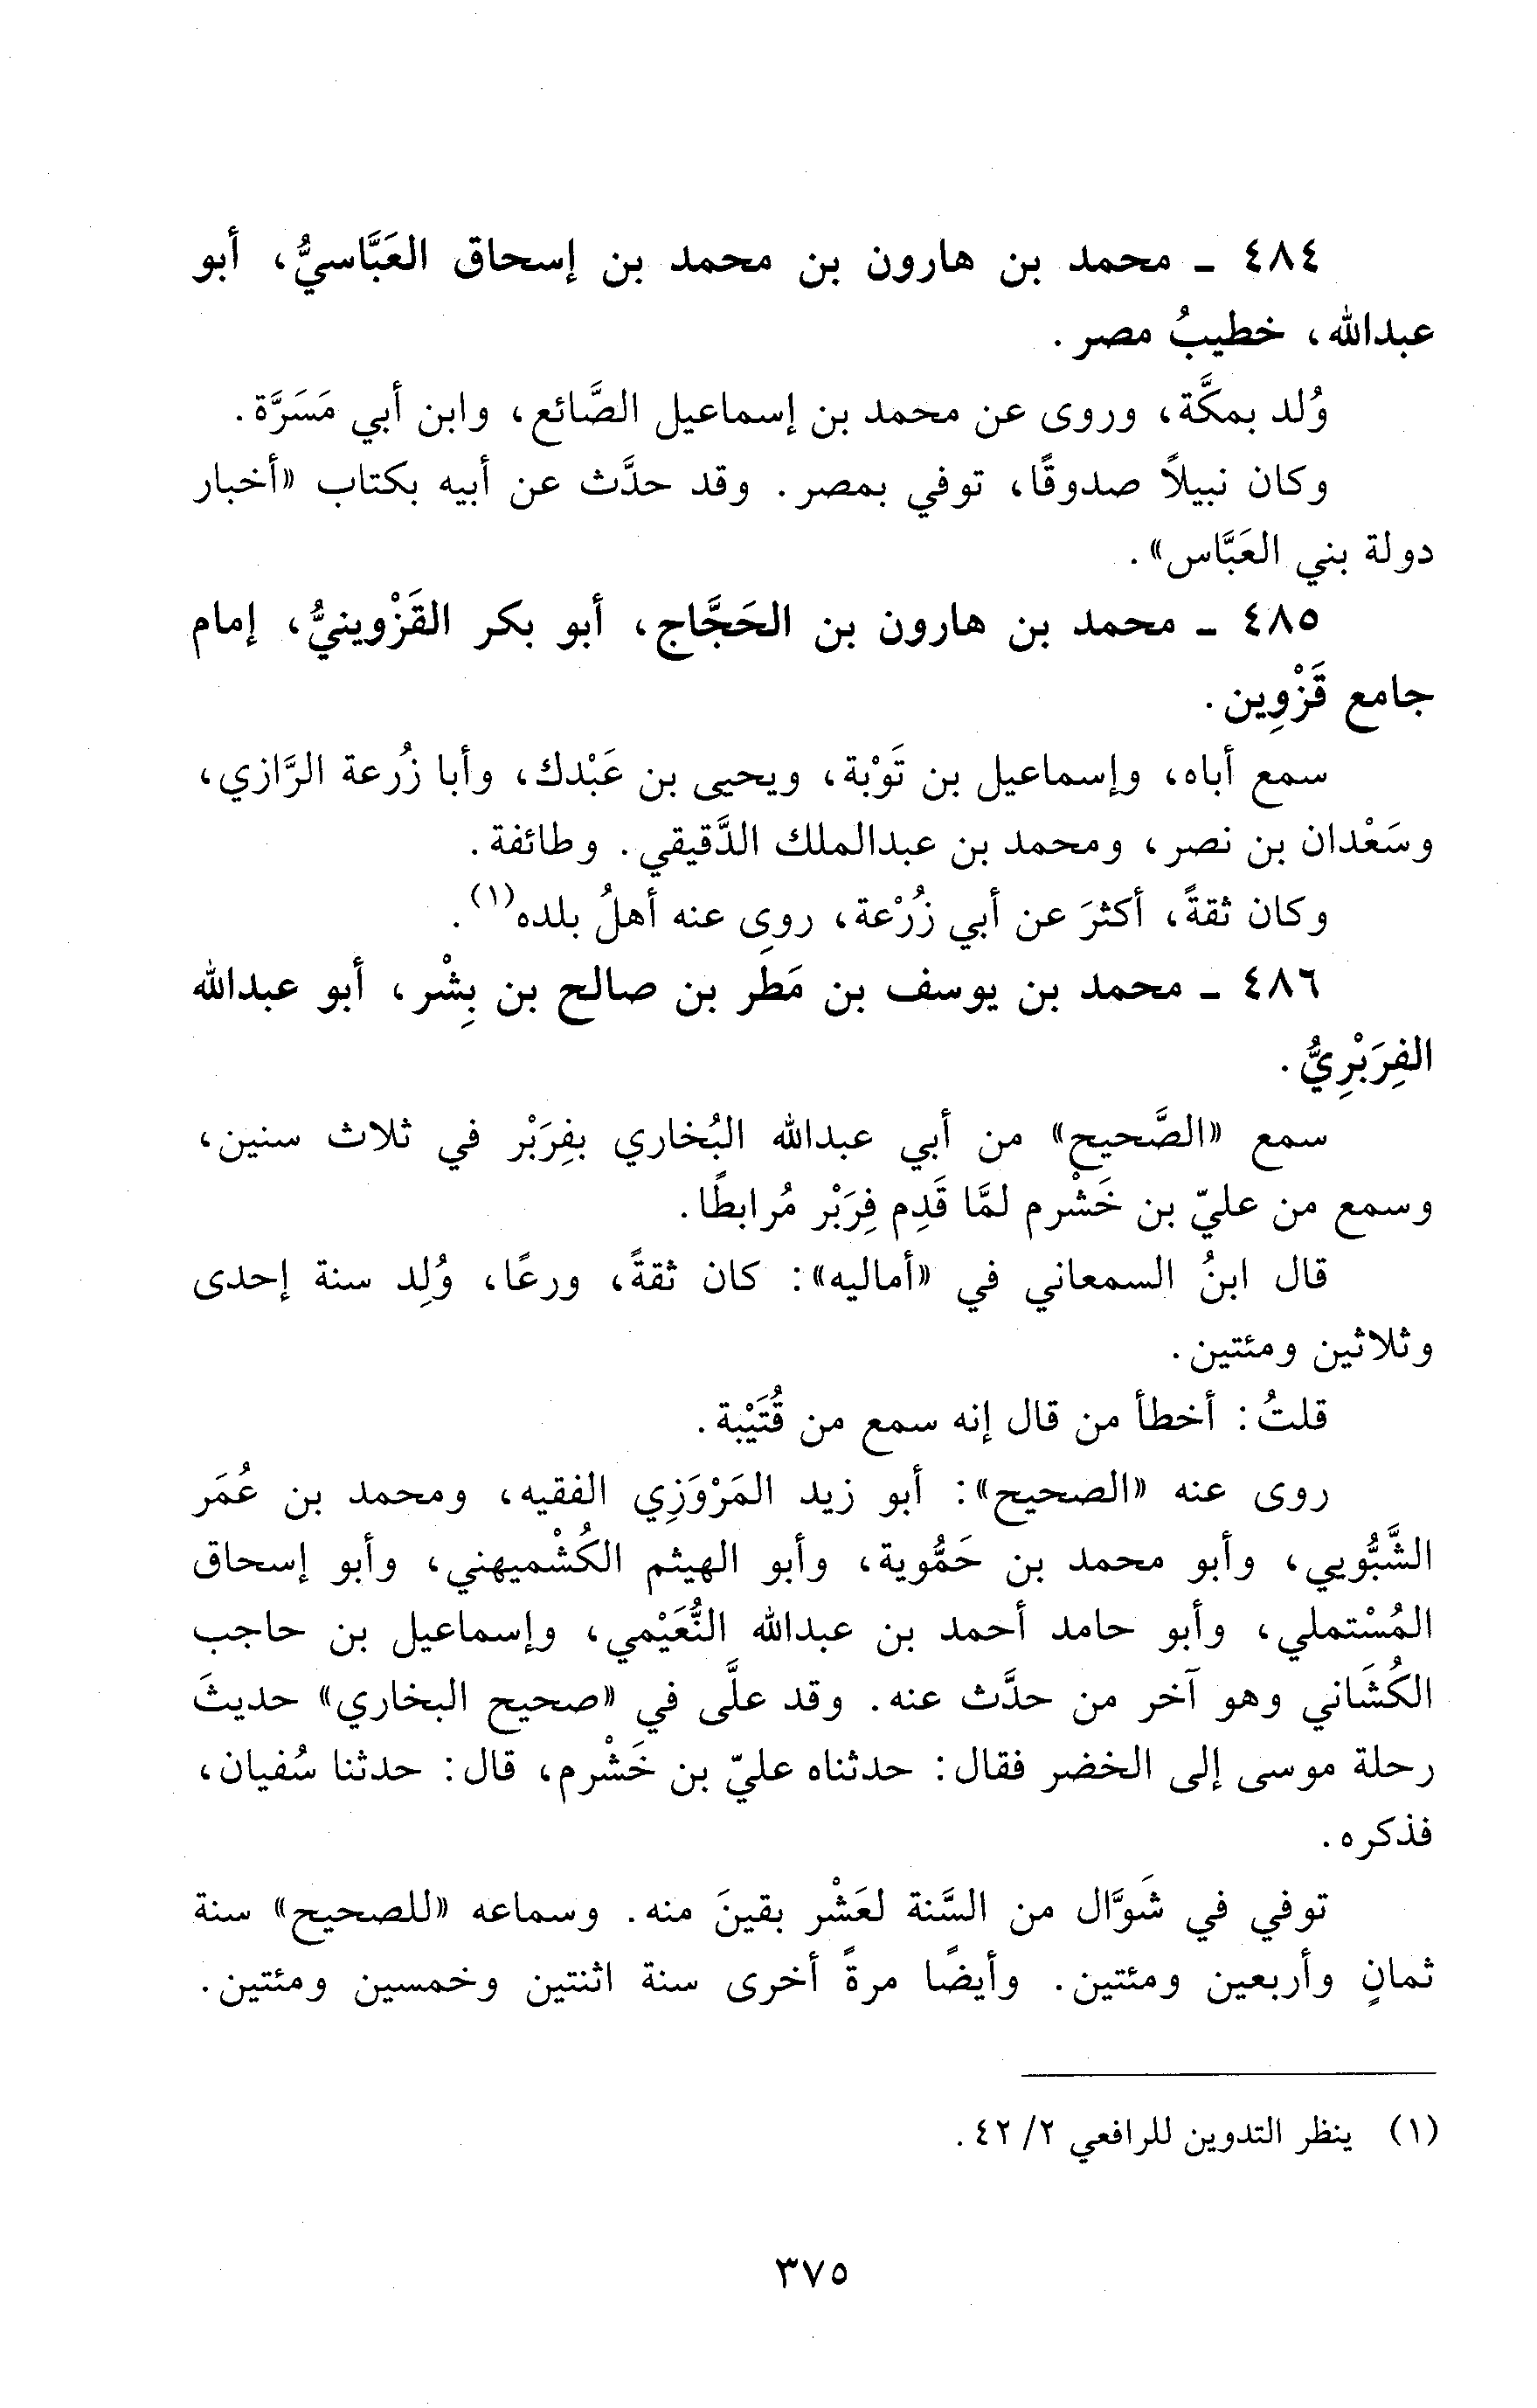 ٤٨٤ ـ محمد بن هارون بن محمد بن إسحاق العَبَّاسيُّ، أبو
عبدالله، خطيبُ مصر.
وُلد بمكَّة، وروى عن محمد بن إسماعيل الصَّائع، وابن أبي مَسَرَّة.
وكان نبيلاً صدوقًا، توفي بمصر. وقد حدَّث عن أبيه بكتاب «أخبار
دولة بني العَبَّاس».
٤٨٥ ـ محمد بن هارون بن الحَجَّاج، أبو بكر القَزْوينيُّ، إمام
جامع قَزْوِين.
سمع أباه، وإسماعيل بن تَوْبة، ويحيى بن عَبْدك، وأبا زُرعة الرَّازي،
وسَعْدان بن نصر، ومحمد بن عبدالملك الدَّقيقي. وطائفة.
وكان ثقةً، أكثرَ عن أبي زُرْعة، روى عنه أهلُ بلده(١).
٤٨٦ ـ محمد بن يوسف بن مَطَر بن صالح بن بِشْر، أبو عبدالله
الفِرَبْرِيُّ.
سمع «الصَّحيح» من أبي عبدالله البُخاري بفِرَبْر في ثلاث سنين،
وسمع من عليّ بن خَشْرم لمَّا قَدِم فِرَبْر مُرابطًا.
قال ابنُ السمعاني في «أماليه»: كان ثقةً، ورعًا، وُلِد سنة إحدى
وثلاثين ومئتين.
قلتُ: أخطأ من قال إنه سمع من قُتَيْبة.
روى عنه «الصحيح»: أبو زيد المَرْوَزِي الفقيه، ومحمد بن عُمَر
الشَّبُّويي، وأبو محمد بن حَمُّوية، وأبو الهيثم الكُشْميهني، وأبو إسحاق
المُسْتملي، وأبو حامد أحمد بن عبدالله النُّعَيْمي، وإسماعيل بن حاجب
الكُشَاني وهو آخر من حدَّث عنه. وقد علَّى في «صحيح البخاري» حديثَ
رحلة موسى إلى الخضر فقال: حدثناه عليّ بن خَشْرم، قال: حدثنا سُفيان،
فذكره.
توفي في شَوَّال من السَّنة لعَشْر بقينَ منه. وسماعه «للصحيح» سنة
ثمانٍ وأربعين ومئتين. وأيضًا مرةً أخرى سنة اثنتين وخمسين ومئتين.
(١) ينظر التدوين للرافعي ٢/ ٤٢.
٣٧٥